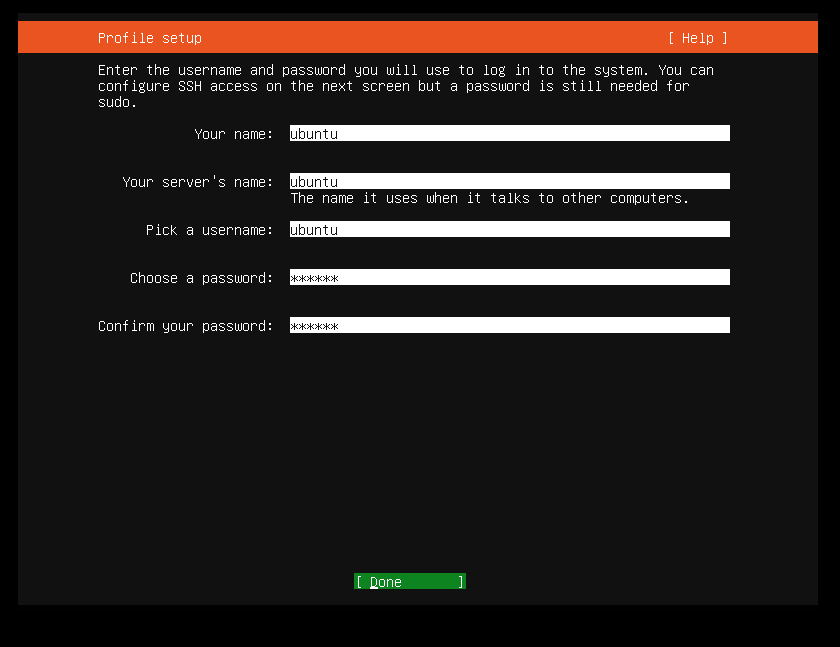 Profile setup [ Help ]
Enter the username and password you will use to log in to the system. You can
configure SSH access on the next screen but a password is still needed for
sudo.
Your name: ubuntu
Your server's name: ubuntu
The name it uses when it talks to other computers.
Pick a username: ubuntu
Choose a password: ******
Confirm your password: ******
[ Done ]